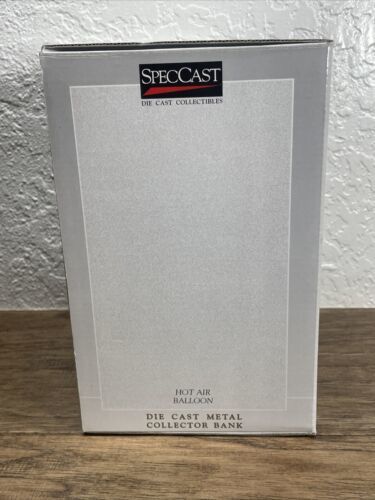 SPECCAST
DIE CAST COLLECTIBLES
HOT AIR
BALLOON
DIE CAST METAL
COLLECTOR BANK